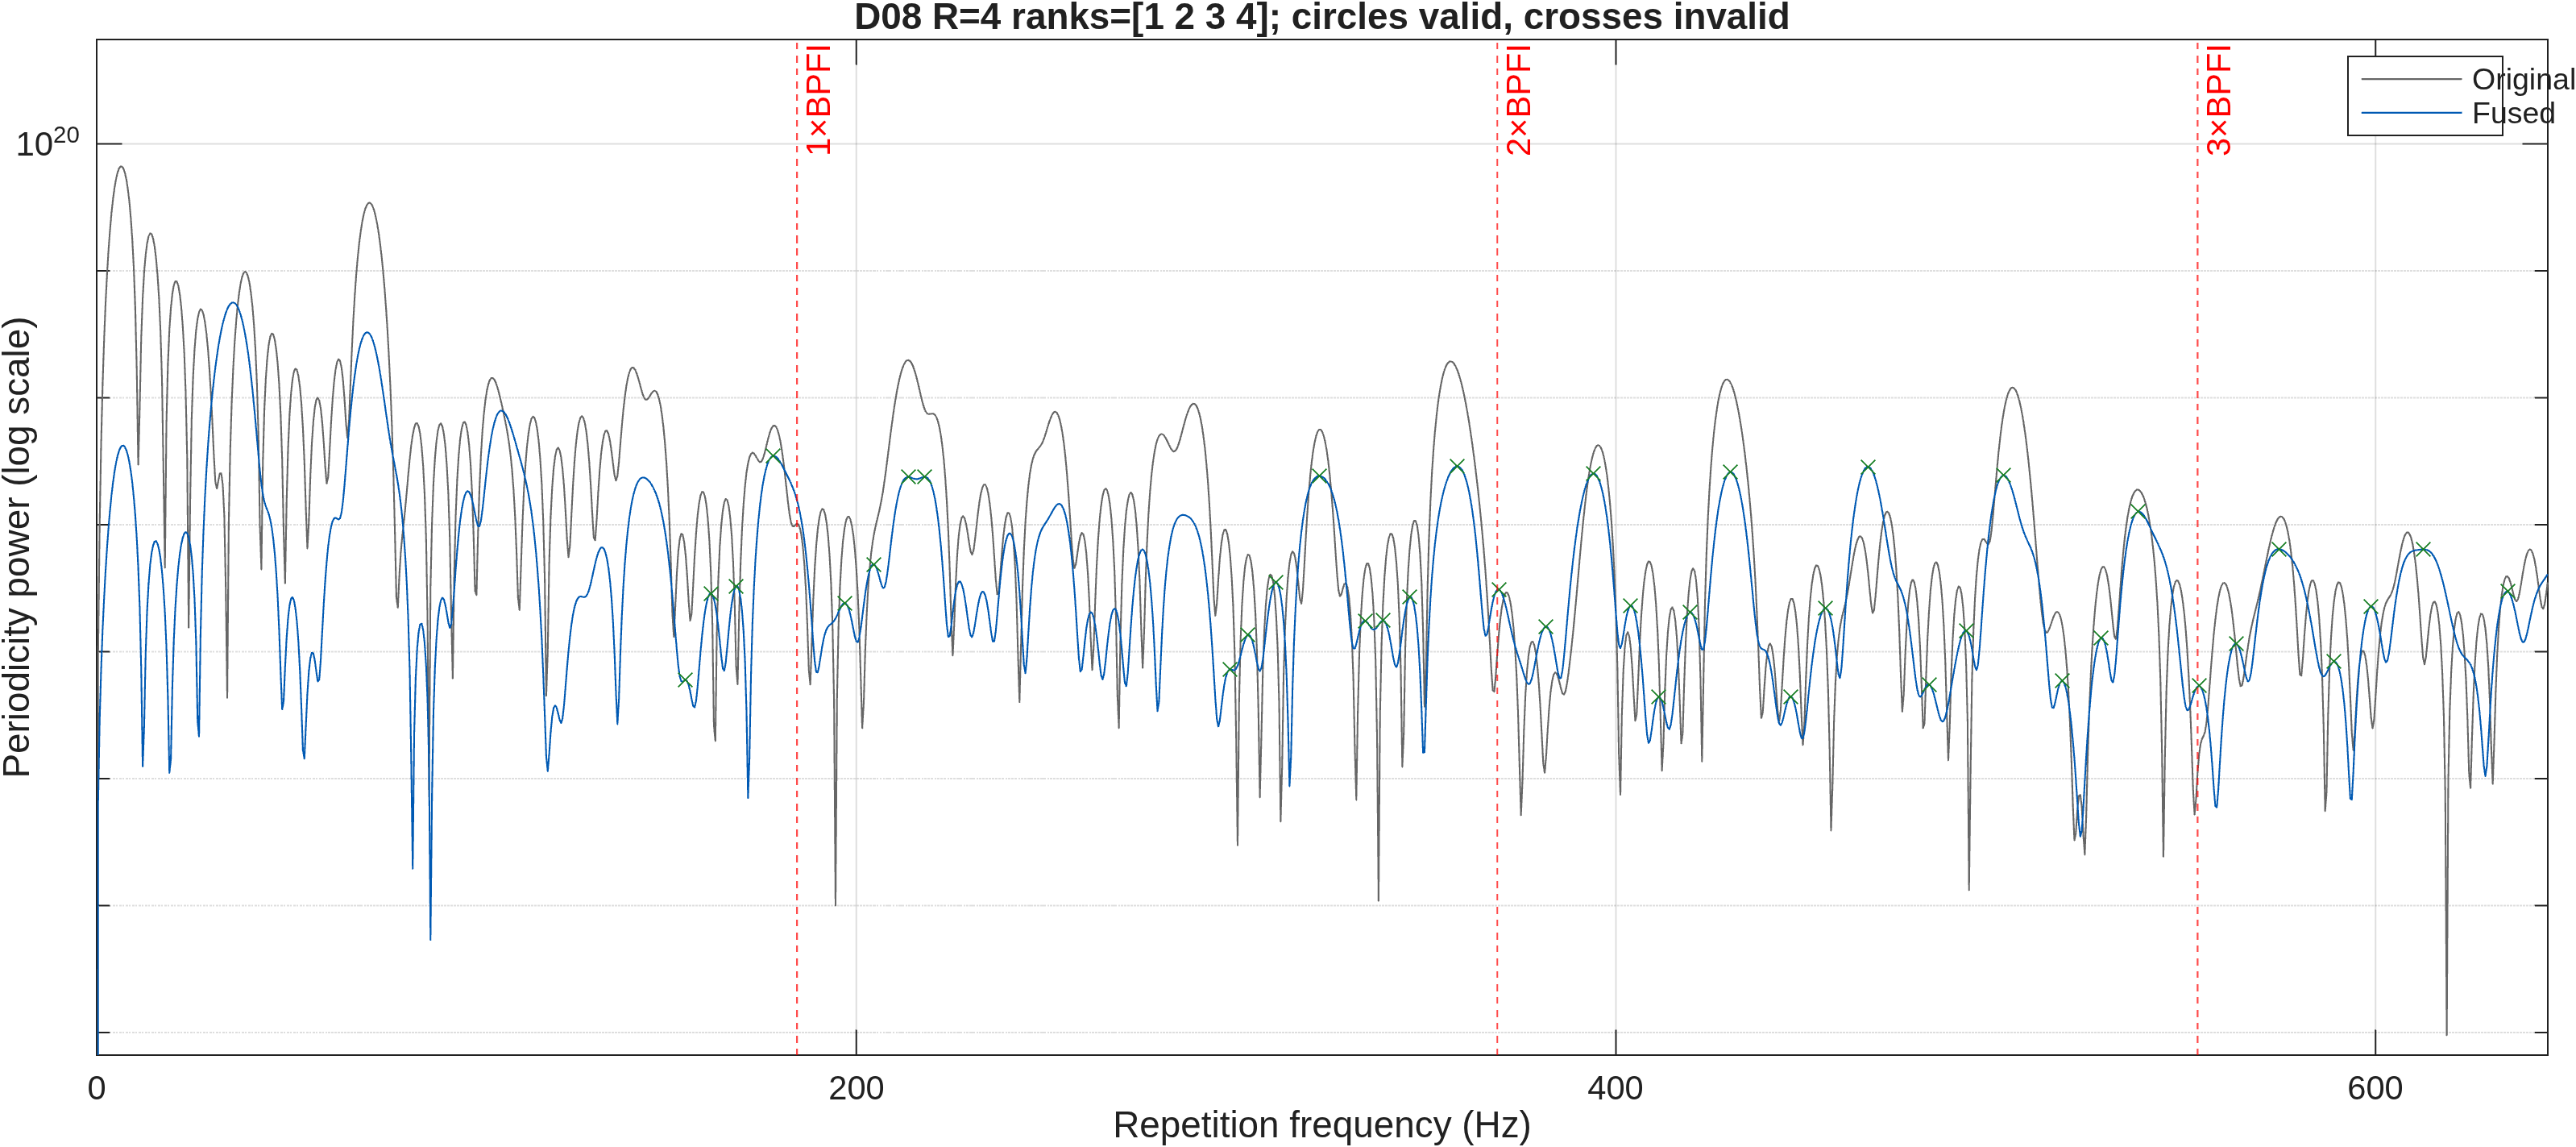 D08 R=4 ranks=[1 2 3 4]; circles valid, crosses invalid
1×BPFI
2×BPFI
3×BPFI
Original
Fused
10^20
Periodicity power (log scale)
0
200
400
600
Repetition frequency (Hz)